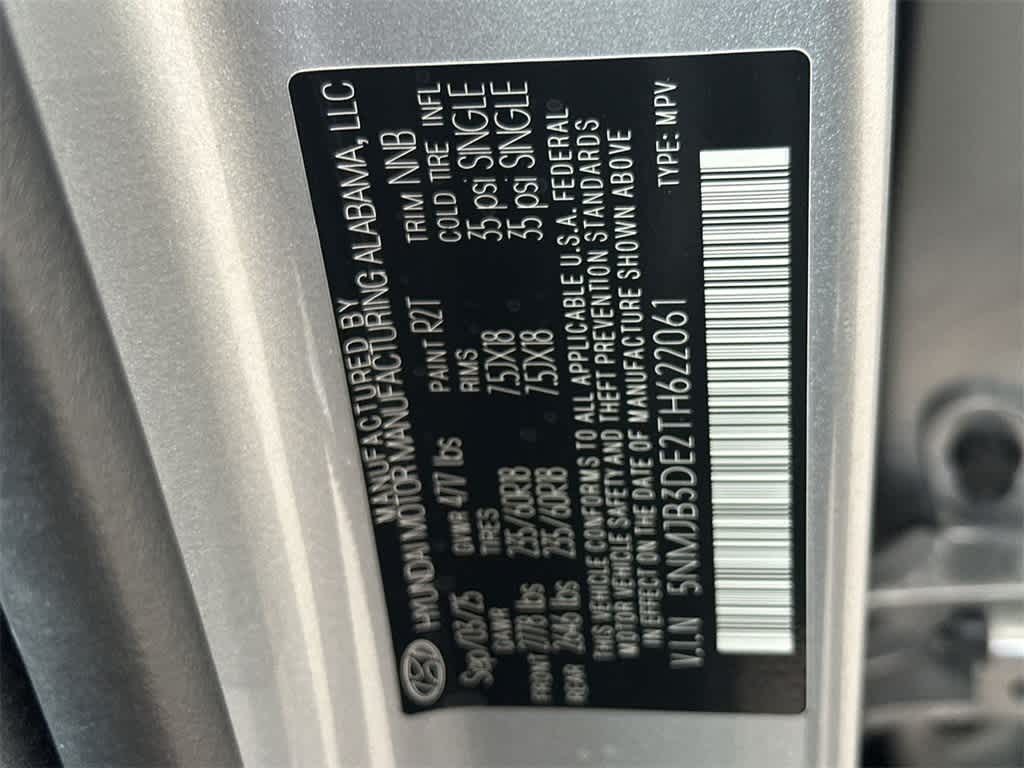 MANUFACTURED BY
HYUNDAI MOTOR MANUFACTURING ALABAMA, LLC
Sep/03/25 GVWR 4717 lbs PAINT R2T TRIM NNB
GAWR TIRES RIMS COLD TIRE INFL
FRONT 2778 lbs 235/60R18 7.5JX18 35 psi SINGLE
REAR 2646 lbs 235/60R18 7.5JX18 35 psi SINGLE
THIS VEHICLE CONFORMS TO ALL APPLICABLE U.S.A. FEDERAL
MOTOR VEHICLE SAFETY AND THEFT PREVENTION STANDARDS
IN EFFECT ON THE DATE OF MANUFACTURE SHOWN ABOVE
V.I.N 5NMJB3DE2TH622061 TYPE: MPV